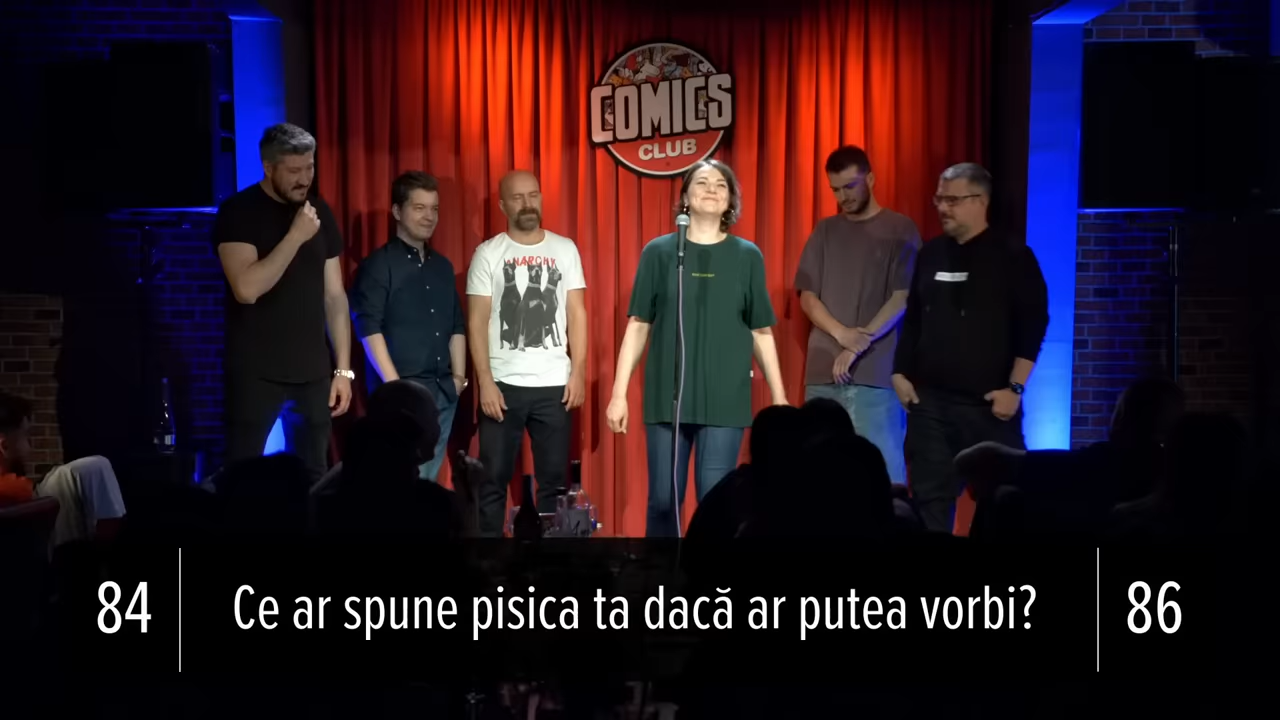 COMICS
CLUB
ANARCHY
84
Ce ar spune pisica ta dacă ar putea vorbi?
86